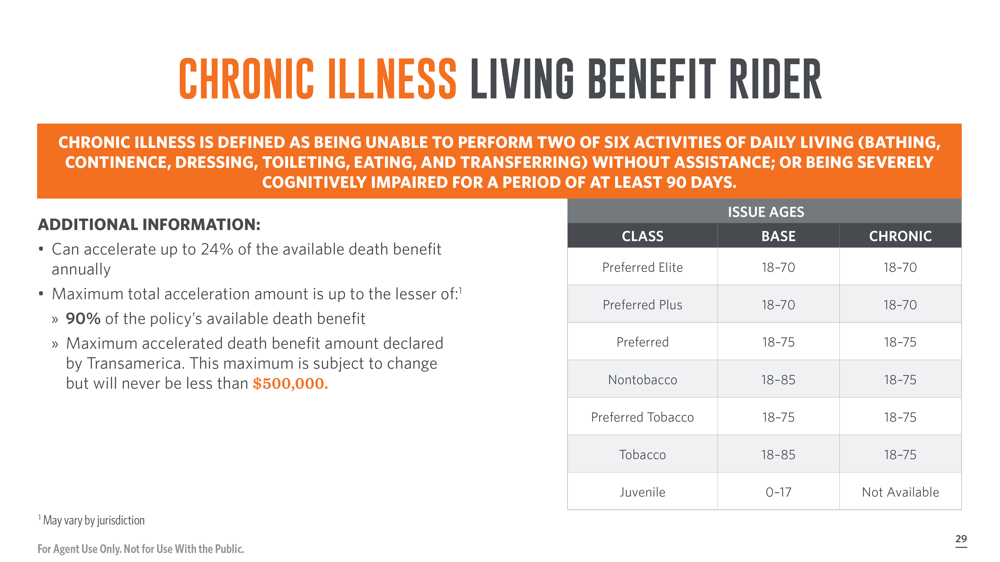 CHRONIC ILLNESS LIVING BENEFIT RIDER
CHRONIC ILLNESS IS DEFINED AS BEING UNABLE TO PERFORM TWO OF SIX ACTIVITIES OF DAILY LIVING (BATHING,
CONTINENCE, DRESSING, TOILETING, EATING, AND TRANSFERRING) WITHOUT ASSISTANCE; OR BEING SEVERELY
COGNITIVELY IMPAIRED FOR A PERIOD OF AT LEAST 90 DAYS.
ADDITIONAL INFORMATION:
• Can accelerate up to 24% of the available death benefit
annually
• Maximum total acceleration amount is up to the lesser of:¹
» 90% of the policy’s available death benefit
» Maximum accelerated death benefit amount declared
by Transamerica. This maximum is subject to change
but will never be less than $500,000.
ISSUE AGES
CLASS BASE CHRONIC
Preferred Elite 18–70 18–70
Preferred Plus 18–70 18–70
Preferred 18–75 18–75
Nontobacco 18–85 18–75
Preferred Tobacco 18–75 18–75
Tobacco 18–85 18–75
Juvenile 0–17 Not Available
¹ May vary by jurisdiction
For Agent Use Only. Not for Use With the Public.
29